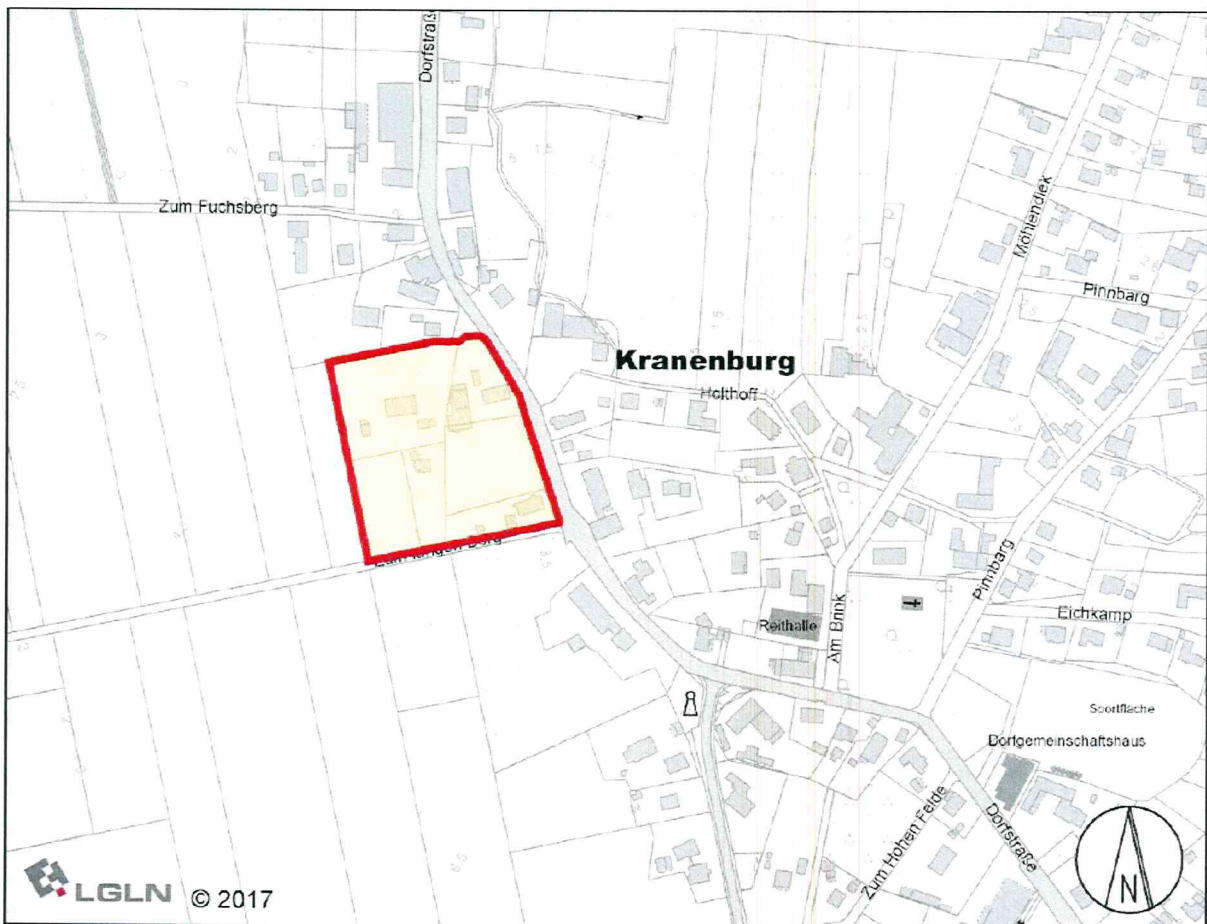 Dorfstraße
Zum Fuchsberg
Möhlendiek
Pinnbarg
Kranenburg
Holthoff
Pinnbarg
Eichkamp
Reithalle
Am Brink
Sportfläche
Dorfgemeinschaftshaus
Zum Hohen Felde
Dorfstraße
LGLN © 2017
N